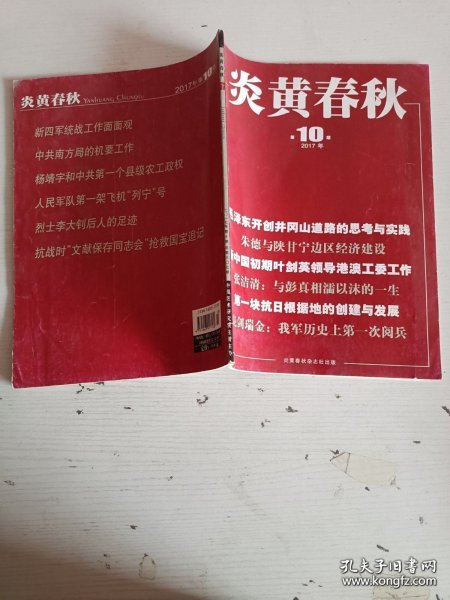 炎黄春秋
YANHUANG CHUNQIU
2017年第10期
新四军统战工作面面观
中共南方局的机要工作
杨靖宇和中共第一个县级农工政权
人民军队第一架飞机“列宁”号
烈士李大钊后人的足迹
抗战时“文献保存同志会”抢救国宝追记
炎黄春秋
第10期
2017年
泽东开创井冈山道路的思考与实践
朱德与陕甘宁边区经济建设
中国初期叶剑英领导港澳工委工作
张洁清：与彭真相濡以沫的一生
第一块抗日根据地的创建与发展
剑瑞金：我军历史上第一次阅兵
炎黄春秋杂志社出版
孔夫子旧书网
kongfz.com